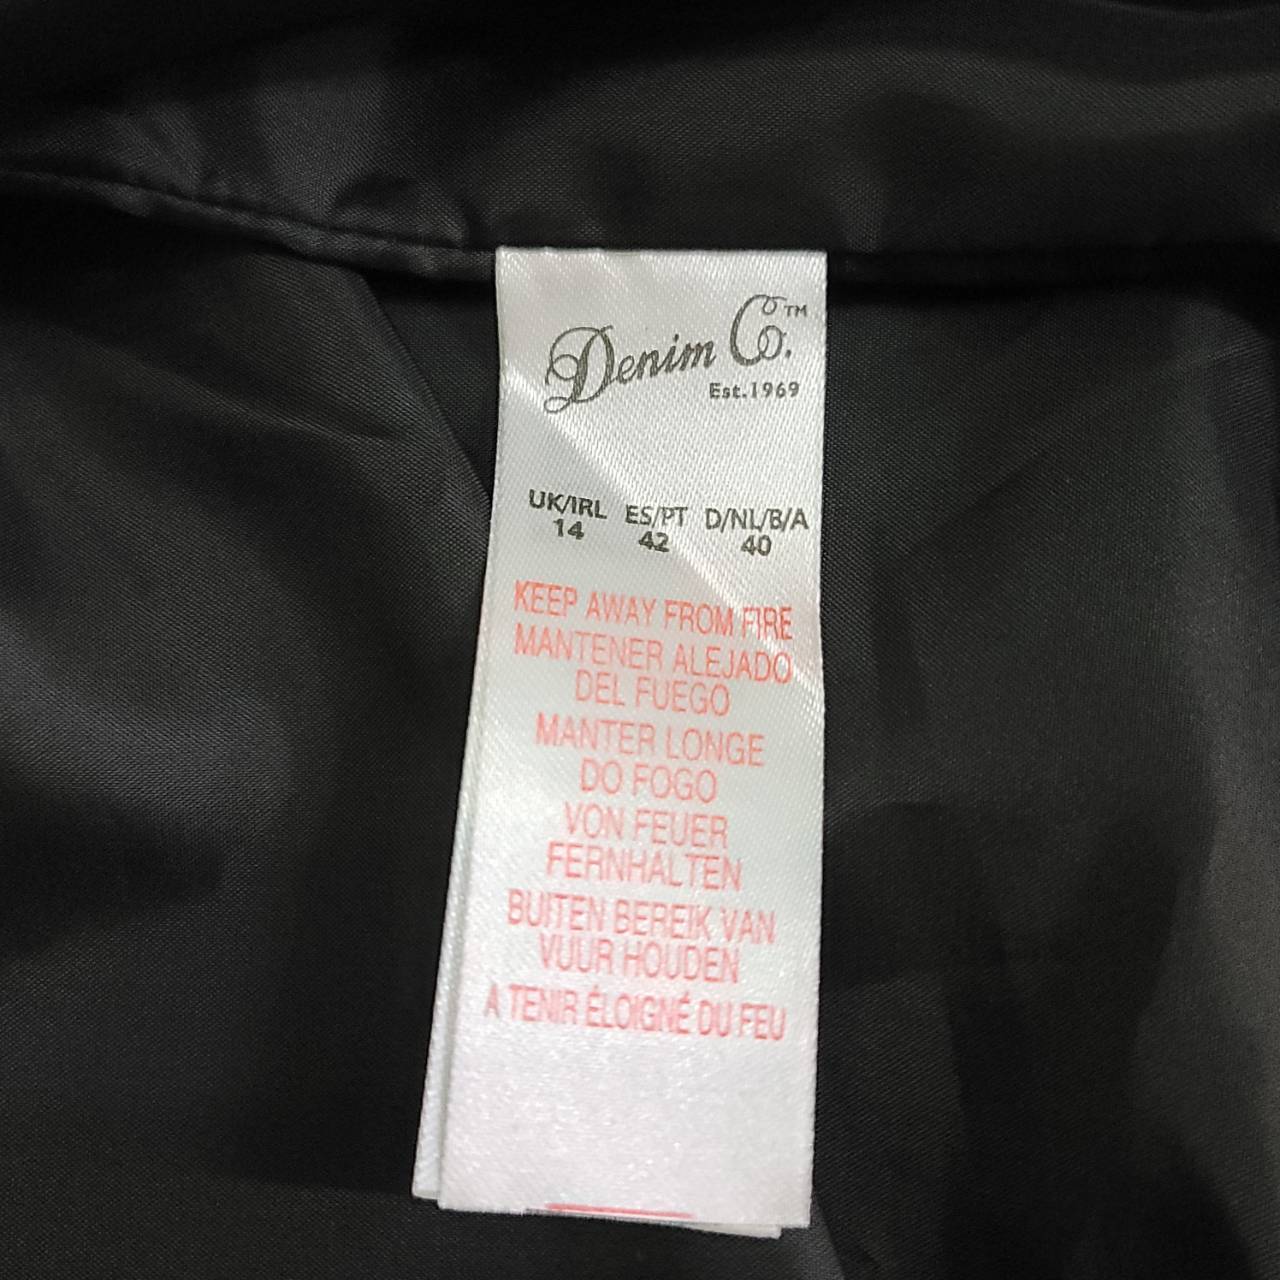 Denim Co.™
Est.1969
UK/IRL ES/PT D/NL/B/A
14 42 40
KEEP AWAY FROM FIRE
MANTENER ALEJADO
DEL FUEGO
MANTER LONGE
DO FOGO
VON FEUER
FERNHALTEN
BUITEN BEREIK VAN
VUUR HOUDEN
A TENIR ÉLOIGNÉ DU FEU